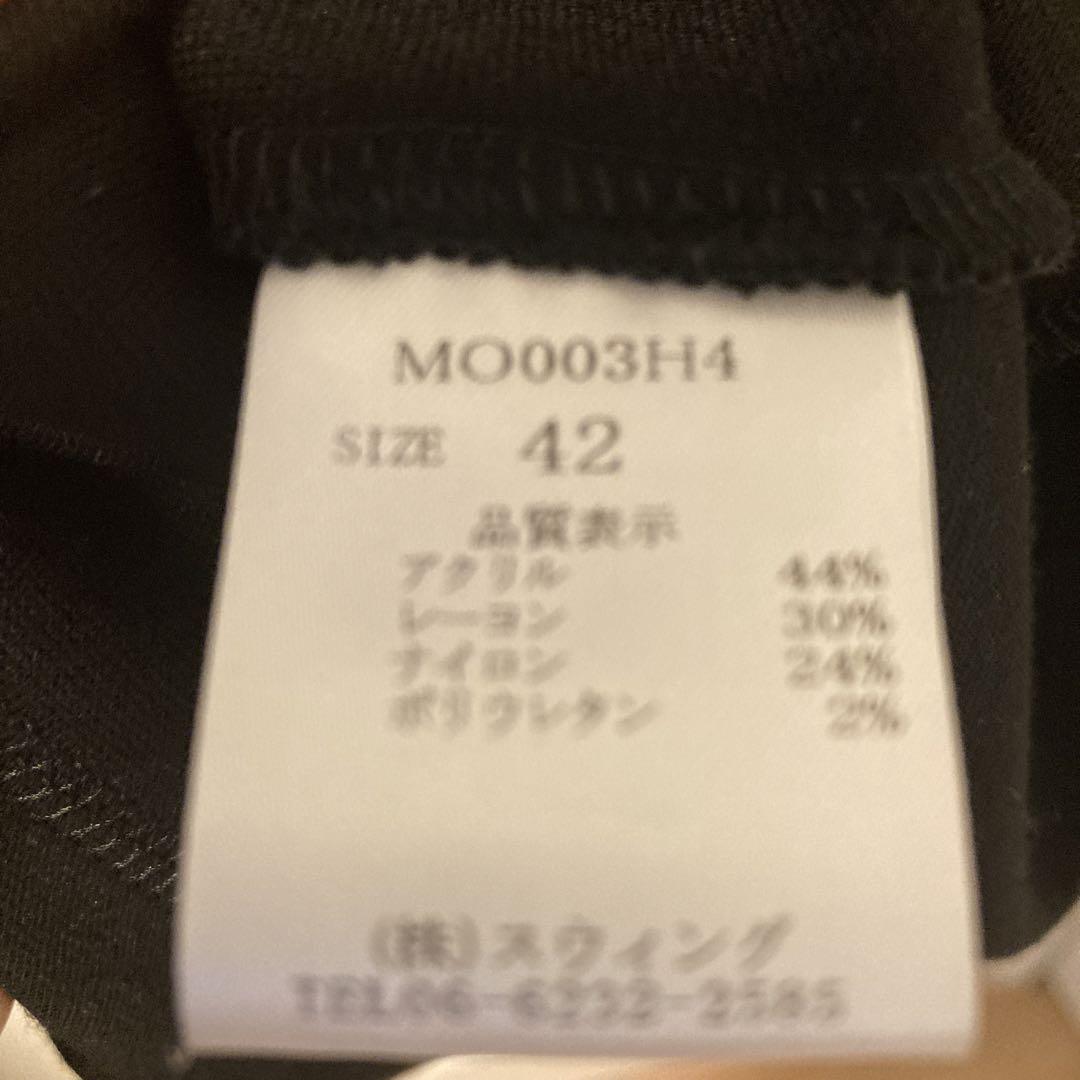 MO003H4
SIZE 42
品質表示
アクリル 44%
レーヨン 30%
ナイロン 24%
ポリウレタン 2%
(株)スウィング
TEL06-6232-2585